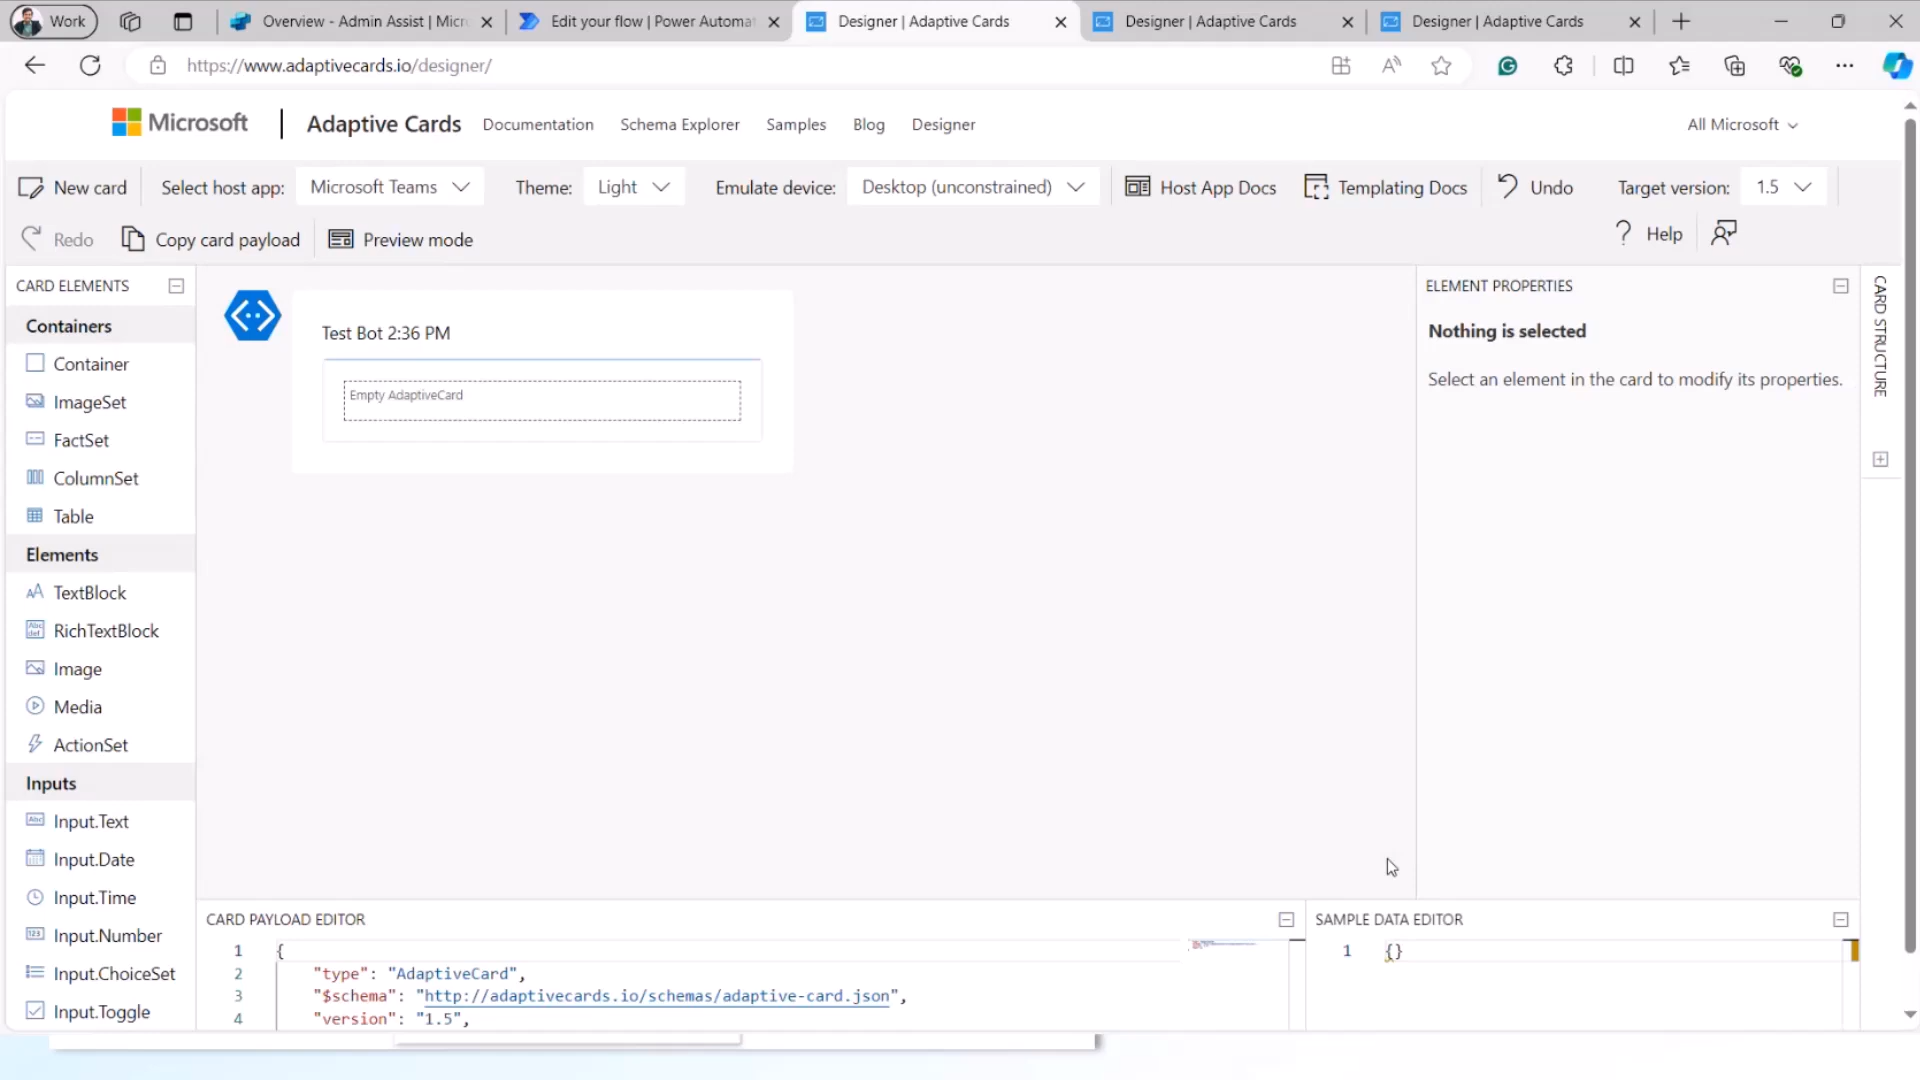 Work
Overview - Admin Assist | Micr
Edit your flow | Power Automat
Designer | Adaptive Cards
Designer | Adaptive Cards
Designer | Adaptive Cards
https://www.adaptivecards.io/designer/
Microsoft
Adaptive Cards
Documentation
Schema Explorer
Samples
Blog
Designer
All Microsoft
New card
Select host app:
Microsoft Teams
Theme:
Light
Emulate device:
Desktop (unconstrained)
Host App Docs
Templating Docs
Undo
Target version:
1.5
Redo
Copy card payload
Preview mode
Help
CARD ELEMENTS
Containers
Container
ImageSet
FactSet
ColumnSet
Table
Elements
TextBlock
RichTextBlock
Image
Media
ActionSet
Inputs
Input.Text
Input.Date
Input.Time
Input.Number
Input.ChoiceSet
Input.Toggle
Test Bot 2:36 PM
Empty AdaptiveCard
ELEMENT PROPERTIES
Nothing is selected
Select an element in the card to modify its properties.
CARD STRUCTURE
CARD PAYLOAD EDITOR
1 {
2 "type": "AdaptiveCard",
3 "$schema": "http://adaptivecards.io/schemas/adaptive-card.json",
4 "version": "1.5",
SAMPLE DATA EDITOR
1 {}